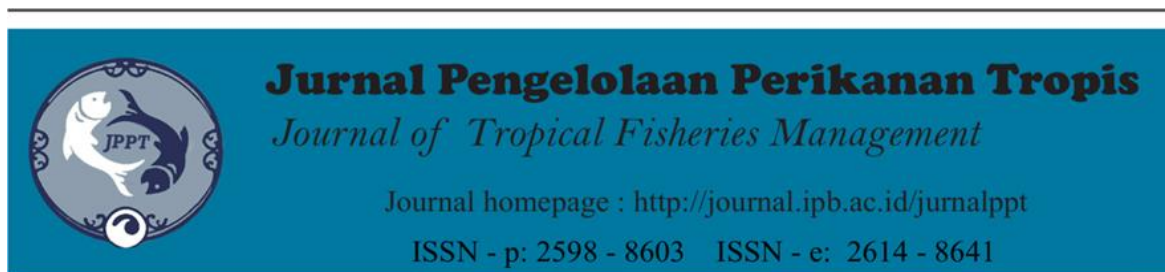 JPPT
Jurnal Pengelolaan Perikanan Tropis
Journal of Tropical Fisheries Management
Journal homepage : http://journal.ipb.ac.id/jurnalppt
ISSN - p: 2598 - 8603 ISSN - e: 2614 - 8641